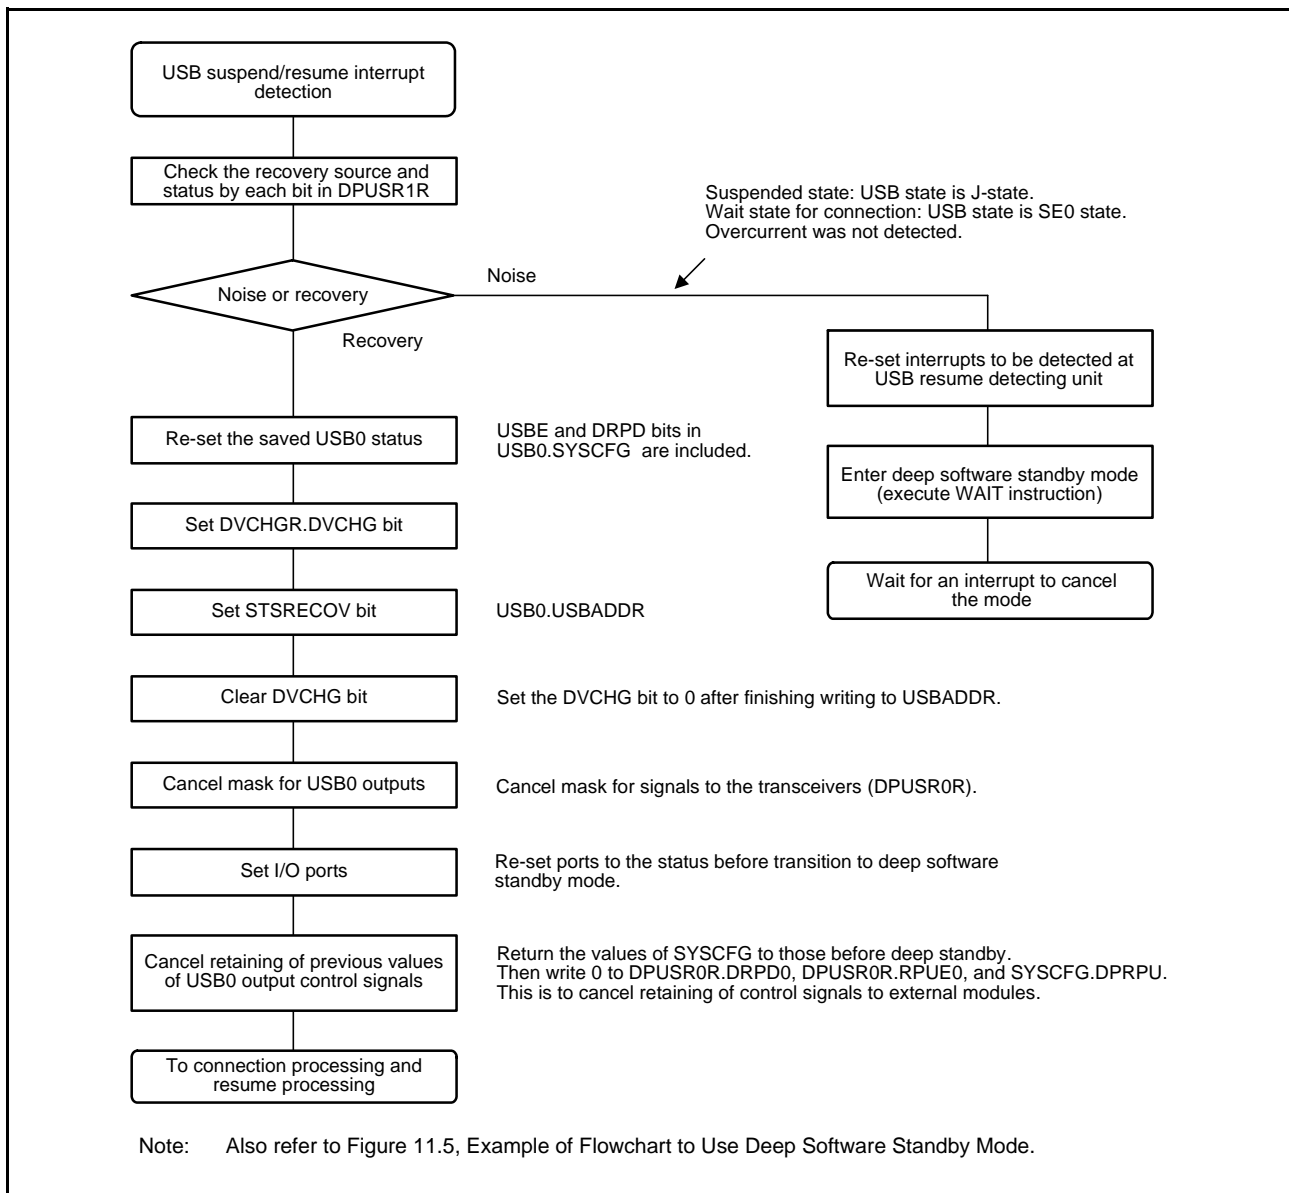 USB suspend/resume interrupt
detection
Check the recovery source and
status by each bit in DPUSR1R
Suspended state: USB state is J-state.
Wait state for connection: USB state is SE0 state.
Overcurrent was not detected.
Noise
Noise or recovery
Recovery
Re-set interrupts to be detected at
USB resume detecting unit
Re-set the saved USB0 status
USBE and DRPD bits in
USB0.SYSCFG are included.
Enter deep software standby mode
(execute WAIT instruction)
Set DVCHGR.DVCHG bit
Wait for an interrupt to cancel
the mode
Set STSRECOV bit
USB0.USBADDR
Clear DVCHG bit
Set the DVCHG bit to 0 after finishing writing to USBADDR.
Cancel mask for USB0 outputs
Cancel mask for signals to the transceivers (DPUSR0R).
Set I/O ports
Re-set ports to the status before transition to deep software
standby mode.
Cancel retaining of previous values
of USB0 output control signals
Return the values of SYSCFG to those before deep standby.
Then write 0 to DPUSR0R.DRPD0, DPUSR0R.RPUE0, and SYSCFG.DPRPU.
This is to cancel retaining of control signals to external modules.
To connection processing and
resume processing
Note: Also refer to Figure 11.5, Example of Flowchart to Use Deep Software Standby Mode.